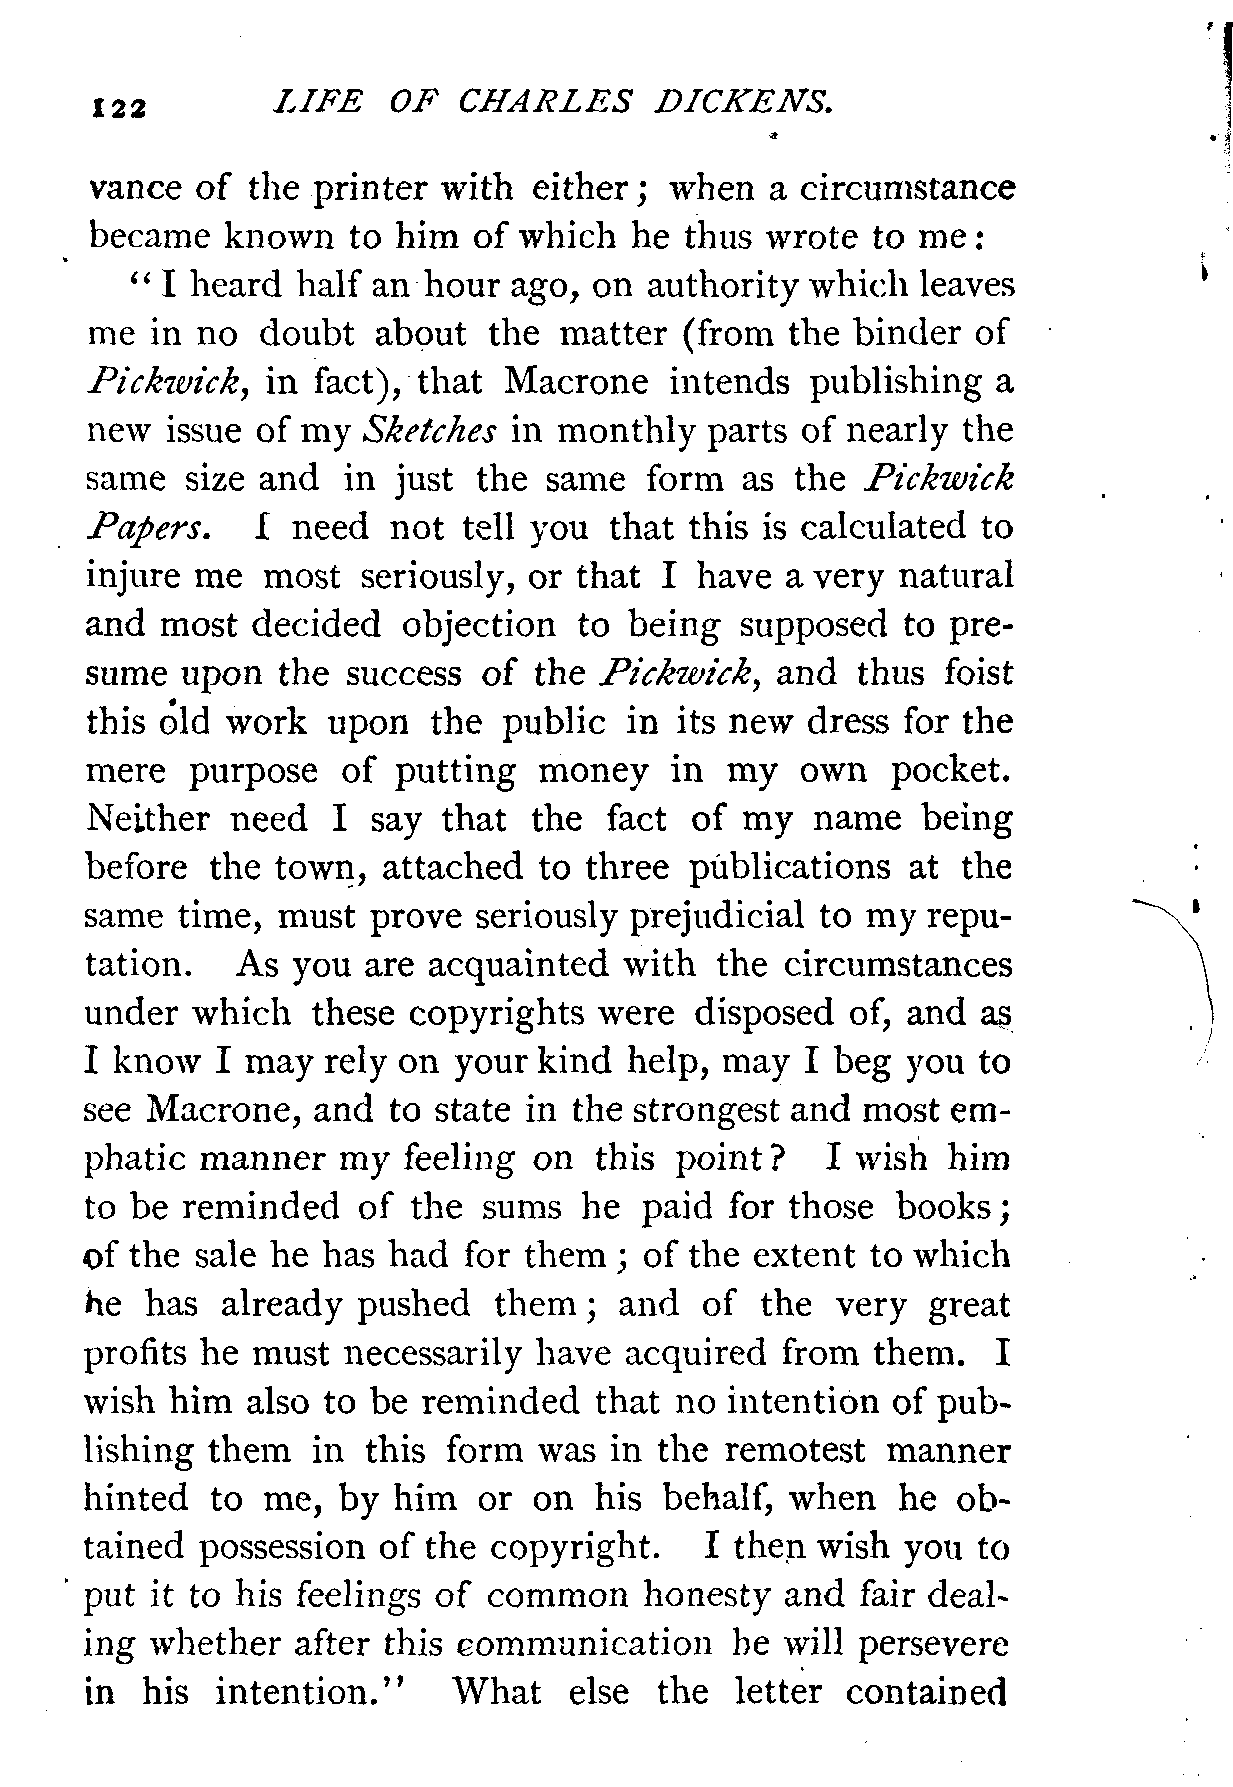 122 LIFE OF CHARLES DICKENS.
vance of the printer with either; when a circumstance
became known to him of which he thus wrote to me:
“I heard half an hour ago, on authority which leaves
me in no doubt about the matter (from the binder of
Pickwick, in fact), that Macrone intends publishing a
new issue of my Sketches in monthly parts of nearly the
same size and in just the same form as the Pickwick
Papers. I need not tell you that this is calculated to
injure me most seriously, or that I have a very natural
and most decided objection to being supposed to pre-
sume upon the success of the Pickwick, and thus foist
this old work upon the public in its new dress for the
mere purpose of putting money in my own pocket.
Neither need I say that the fact of my name being
before the town, attached to three publications at the
same time, must prove seriously prejudicial to my repu-
tation. As you are acquainted with the circumstances
under which these copyrights were disposed of, and as
I know I may rely on your kind help, may I beg you to
see Macrone, and to state in the strongest and most em-
phatic manner my feeling on this point? I wish him
to be reminded of the sums he paid for those books;
of the sale he has had for them; of the extent to which
he has already pushed them; and of the very great
profits he must necessarily have acquired from them. I
wish him also to be reminded that no intention of pub-
lishing them in this form was in the remotest manner
hinted to me, by him or on his behalf, when he ob-
tained possession of the copyright. I then wish you to
put it to his feelings of common honesty and fair deal-
ing whether after this communication he will persevere
in his intention.” What else the letter contained